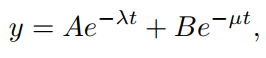 y = Ae^{-λt} + Be^{-μt},